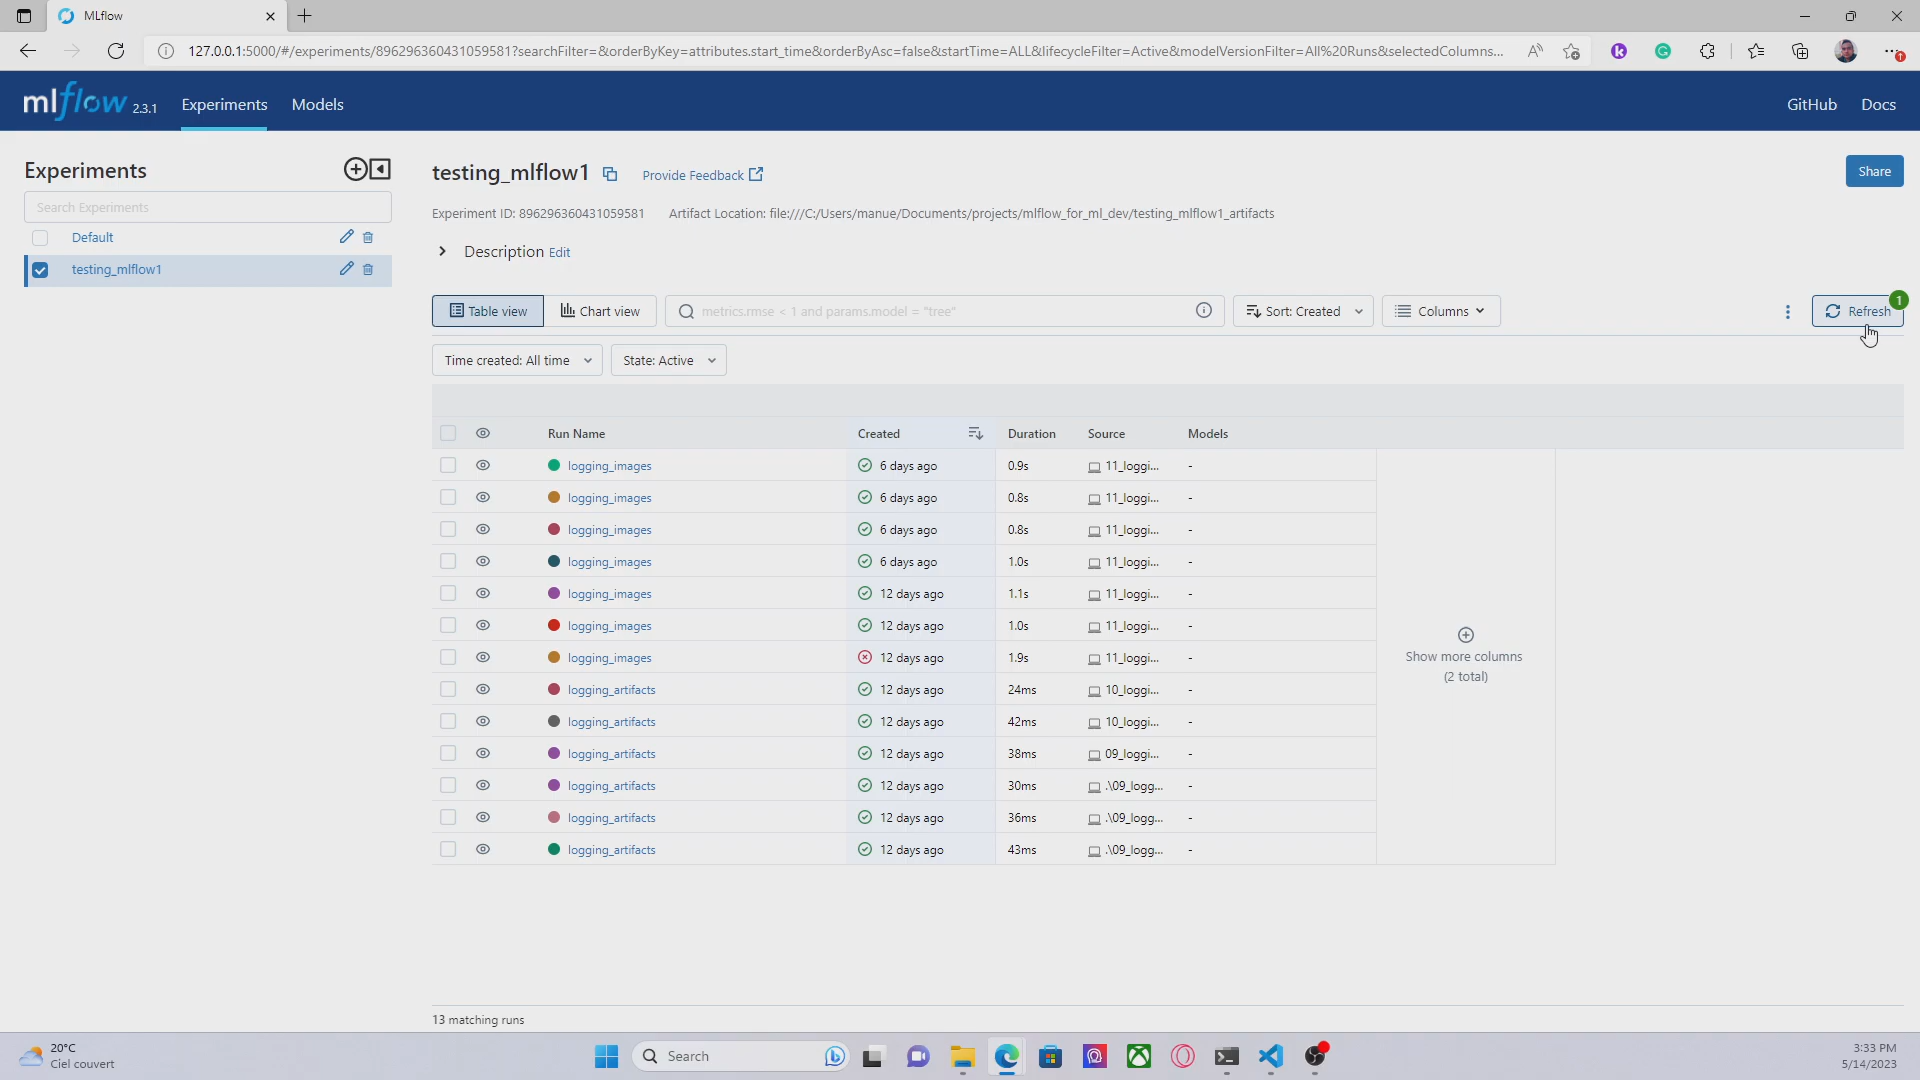 MLflow
127.0.0.1:5000/#/experiments/896296360431059581?searchFilter=&orderByKey=attributes.start_time&orderByAsc=false&startTime=ALL&lifecycleFilter=Active&modelVersionFilter=All%20Runs&selectedColumns...
mlflow 2.3.1 Experiments Models GitHub Docs
Experiments
Search Experiments
Default
testing_mlflow1
testing_mlflow1 Provide Feedback Share
Experiment ID: 896296360431059581 Artifact Location: file:///C:/Users/manue/Documents/projects/mlflow_for_ml_dev/testing_mlflow1_artifacts
Description Edit
Table view Chart view metrics.rmse < 1 and params.model = "tree" Sort: Created Columns Refresh 1
Time created: All time State: Active
Run Name Created Duration Source Models
logging_images 6 days ago 0.9s 11_loggi... -
logging_images 6 days ago 0.8s 11_loggi... -
logging_images 6 days ago 0.8s 11_loggi... -
logging_images 6 days ago 1.0s 11_loggi... -
logging_images 12 days ago 1.1s 11_loggi... -
logging_images 12 days ago 1.0s 11_loggi... -
logging_images 12 days ago 1.9s 11_loggi... -
logging_artifacts 12 days ago 24ms 10_loggi... -
logging_artifacts 12 days ago 42ms 10_loggi... -
logging_artifacts 12 days ago 38ms 09_loggi... -
logging_artifacts 12 days ago 30ms .\09_logg... -
logging_artifacts 12 days ago 36ms .\09_logg... -
logging_artifacts 12 days ago 43ms .\09_logg... -
Show more columns
(2 total)
13 matching runs
20°C
Ciel couvert
Search
3:33 PM
5/14/2023